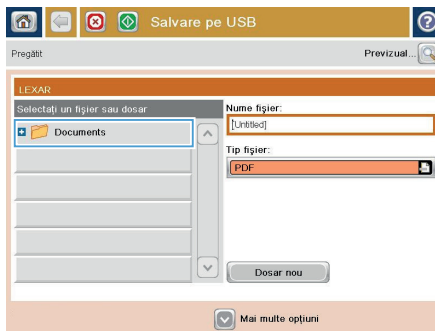 Salvare pe USB
Pregătit
Previzual...
LEXAR
Selectați un fișier sau dosar
Nume fișier:
Documents
[Untitled]
Tip fișier:
PDF
Dosar nou
Mai multe opțiuni